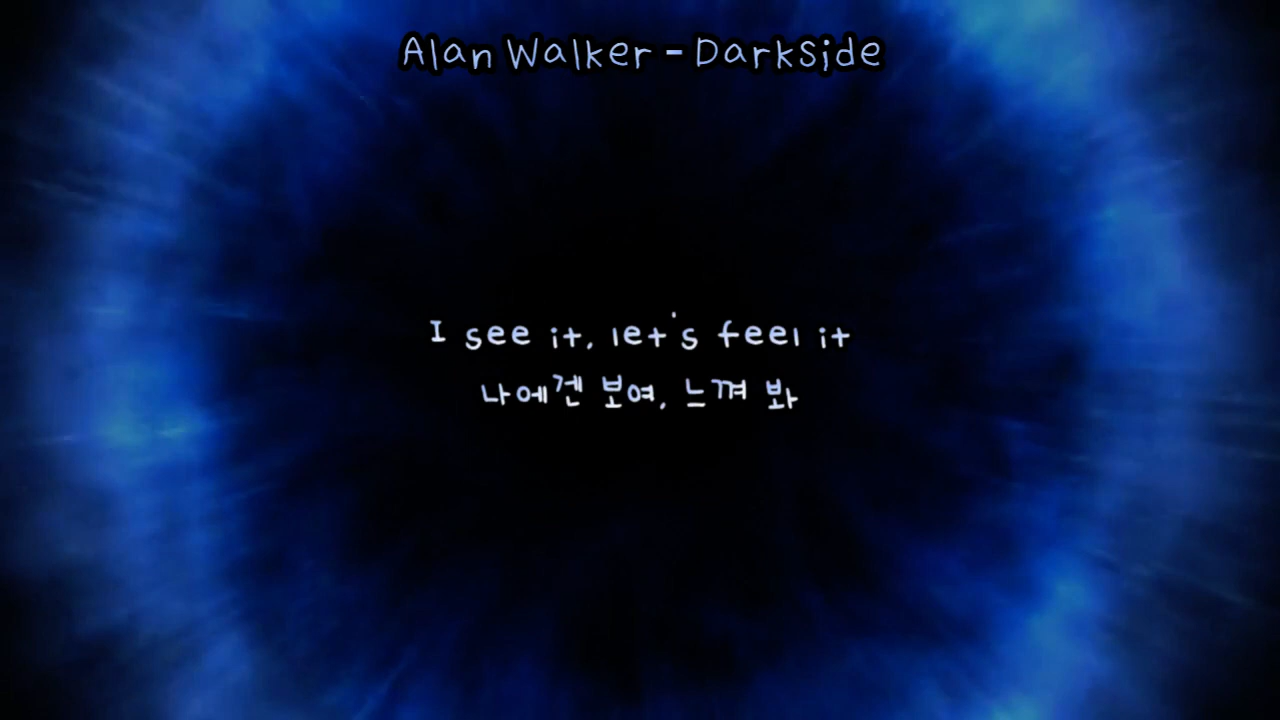 Alan Walker - Darkside
I see it, let's feel it
나에겐 보여, 느껴 봐